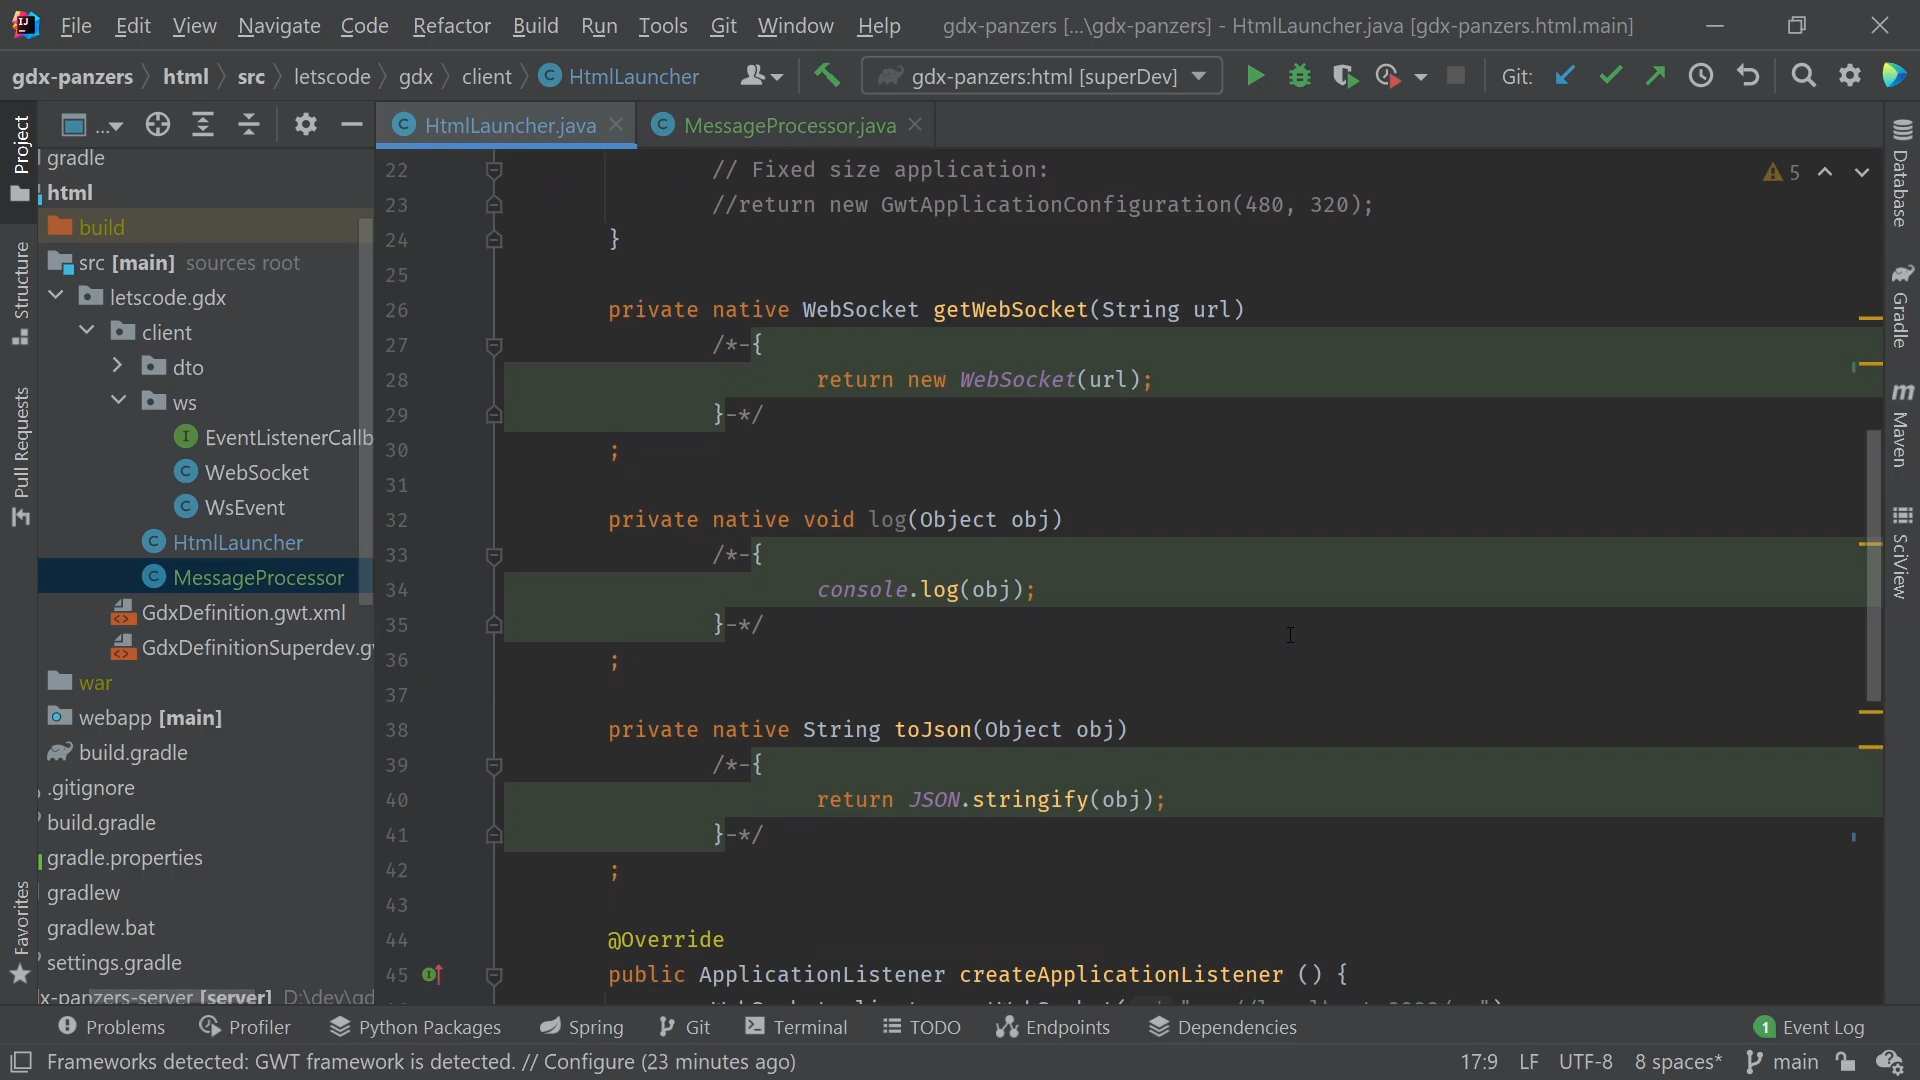 File Edit View Navigate Code Refactor Build Run Tools Git Window Help gdx-panzers [...\gdx-panzers] - HtmlLauncher.java [gdx-panzers.html.main]
gdx-panzers html src letscode gdx client HtmlLauncher gdx-panzers:html [superDev] Git:
... HtmlLauncher.java MessageProcessor.java
Project
Structure
Pull Requests
Favorites
gradle
html
build
src [main] sources root
letscode.gdx
client
dto
ws
EventListenerCallb
WebSocket
WsEvent
HtmlLauncher
MessageProcessor
GdxDefinition.gwt.xml
GdxDefinitionSuperdev.g
war
webapp [main]
build.gradle
.gitignore
build.gradle
gradle.properties
gradlew
gradlew.bat
settings.gradle
x-panzers-server [server] D:\dev\gd
22 // Fixed size application:
23 //return new GwtApplicationConfiguration(480, 320);
24 }
25
26 private native WebSocket getWebSocket(String url)
27 /*-{
28 return new WebSocket(url);
29 }-*/
30 ;
31
32 private native void log(Object obj)
33 /*-{
34 console.log(obj);
35 }-*/
36 ;
37
38 private native String toJson(Object obj)
39 /*-{
40 return JSON.stringify(obj);
41 }-*/
42 ;
43
44 @Override
45 public ApplicationListener createApplicationListener () {
5
Database
Gradle
Maven
SciView
Problems Profiler Python Packages Spring Git Terminal TODO Endpoints Dependencies 1 Event Log
Frameworks detected: GWT framework is detected. // Configure (23 minutes ago) 17:9 LF UTF-8 8 spaces* main